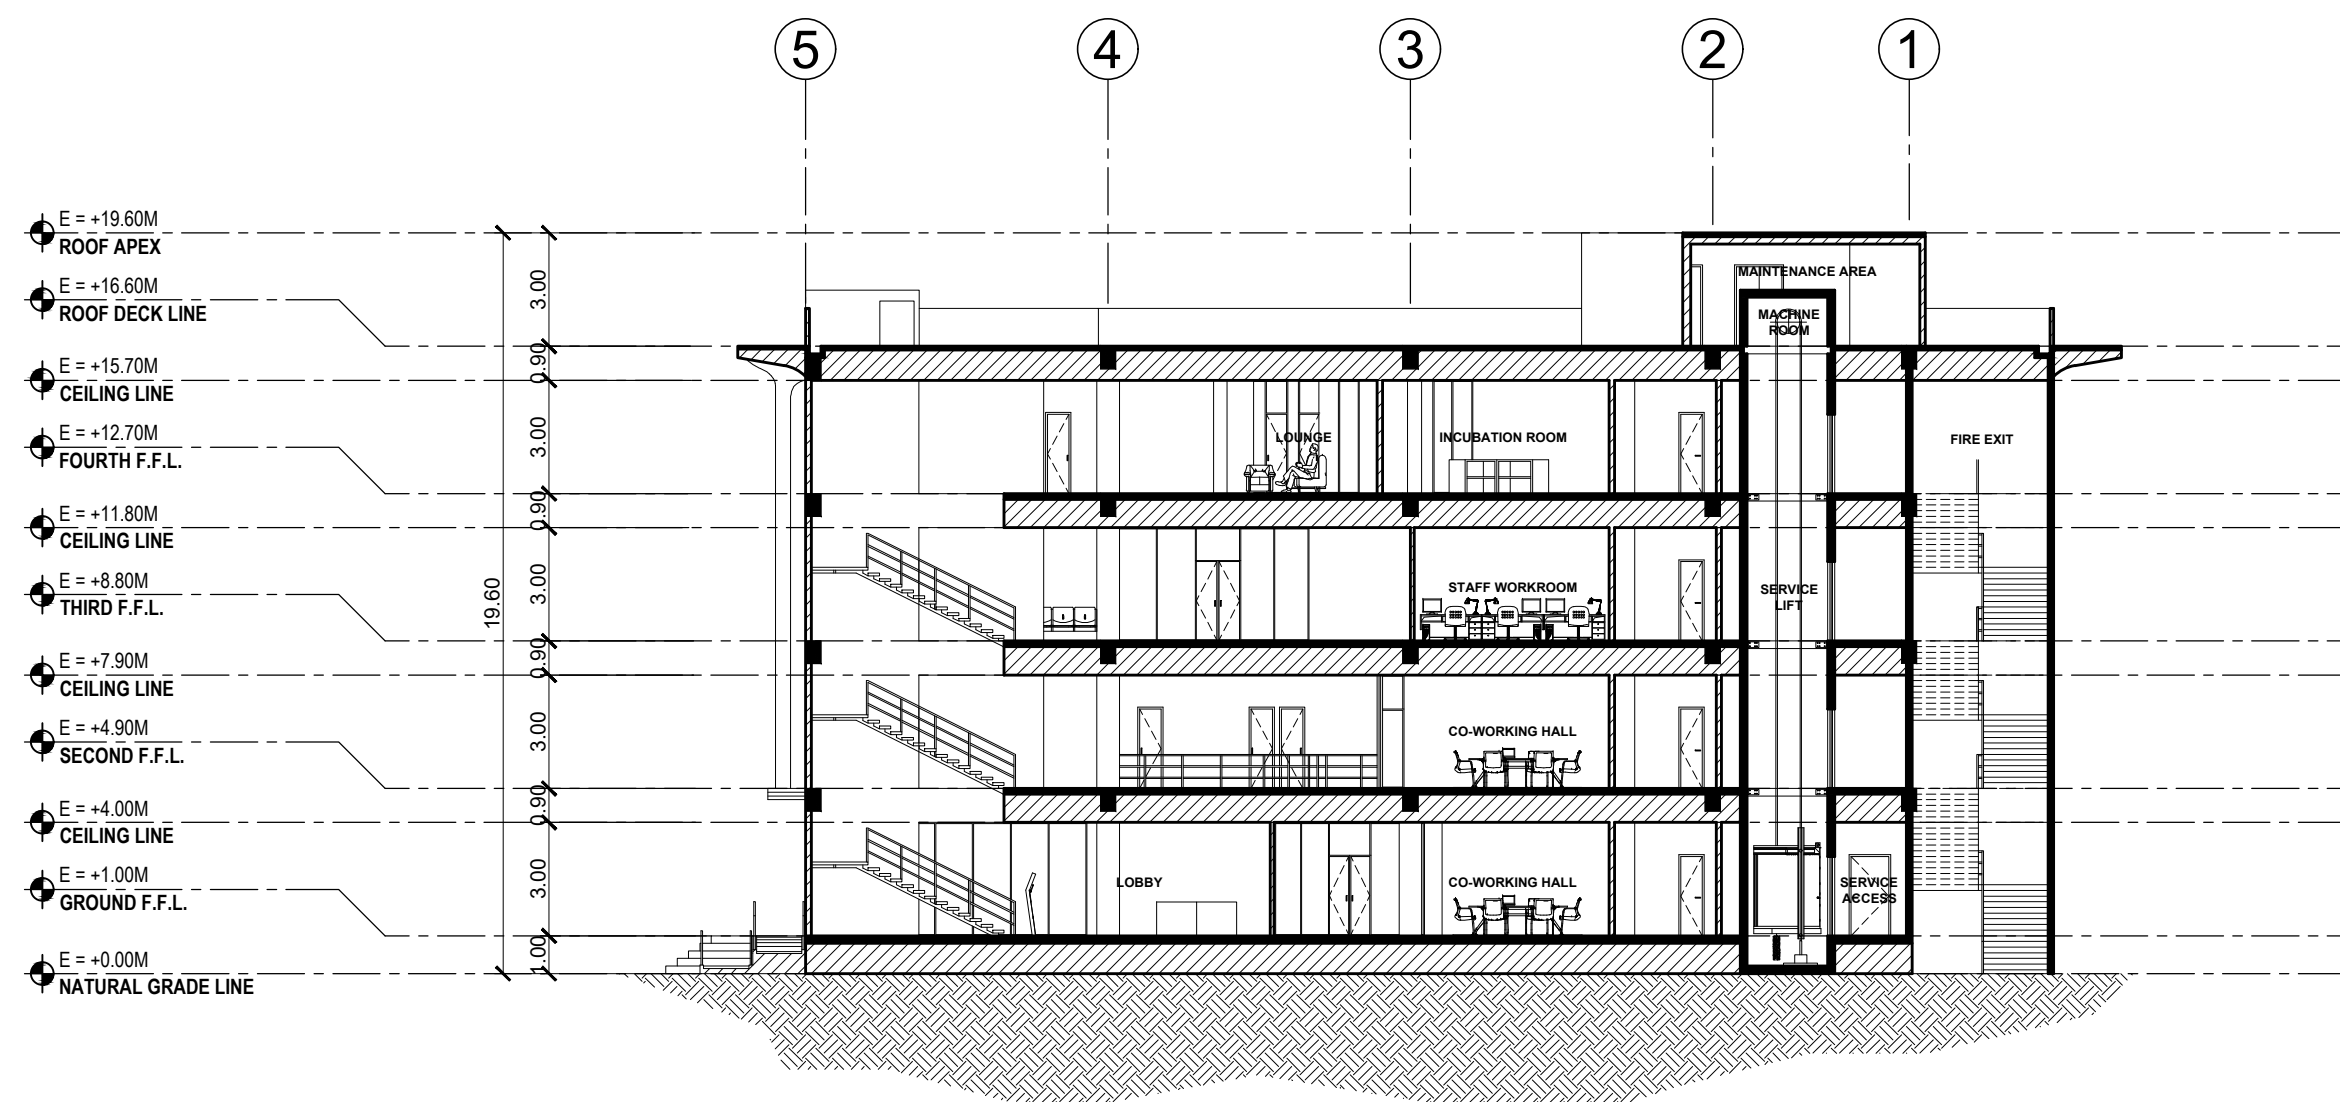 5
4
3
2
1
E = +19.60M
ROOF APEX
E = +16.60M
ROOF DECK LINE
E = +15.70M
CEILING LINE
E = +12.70M
FOURTH F.F.L.
E = +11.80M
CEILING LINE
E = +8.80M
THIRD F.F.L.
E = +7.90M
CEILING LINE
E = +4.90M
SECOND F.F.L.
E = +4.00M
CEILING LINE
E = +1.00M
GROUND F.F.L.
E = +0.00M
NATURAL GRADE LINE
19.60
3.00
0.90
3.00
0.90
3.00
0.90
3.00
0.90
3.00
1.00
MAINTENANCE AREA
MACHINE
ROOM
LOUNGE
INCUBATION ROOM
FIRE EXIT
STAFF WORKROOM
SERVICE
LIFT
CO-WORKING HALL
LOBBY
CO-WORKING HALL
SERVICE
ACCESS